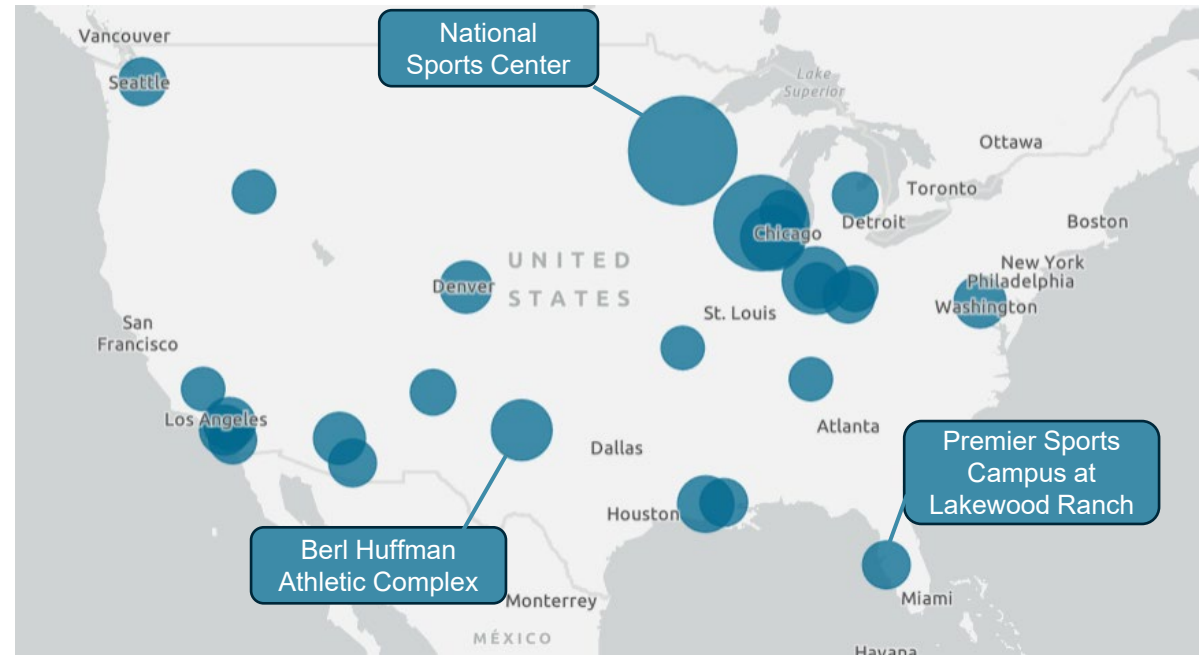 National
Sports Center
Vancouver
Seattle
Lake
Superior
Ottawa
Toronto
Detroit
Boston
Chicago
New York
Philadelphia
Washington
UNITED
STATES
Denver
St. Louis
San
Francisco
Los Angeles
Atlanta
Dallas
Premier Sports
Campus at
Lakewood Ranch
Houston
Berl Huffman
Athletic Complex
Monterrey
Miami
MÉXICO
Havana